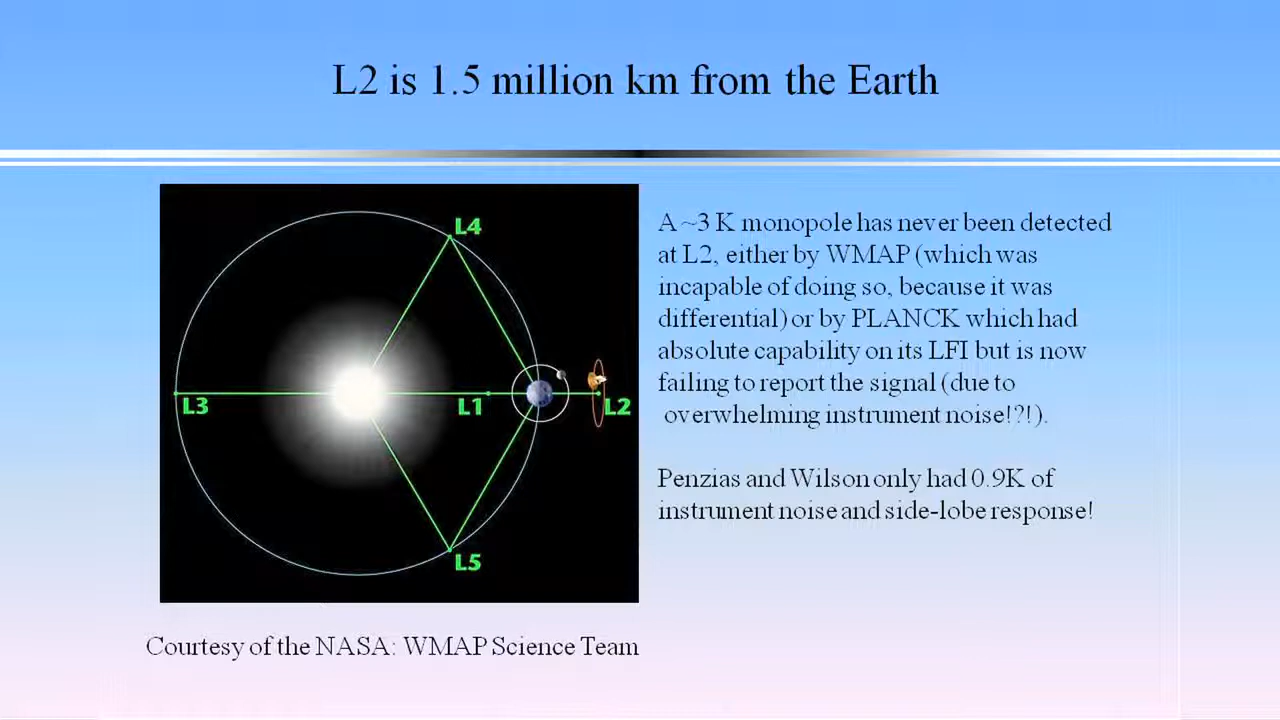 L2 is 1.5 million km from the Earth
L4
L3
L1
L2
L5
A ~3 K monopole has never been detected
at L2, either by WMAP (which was
incapable of doing so, because it was
differential) or by PLANCK which had
absolute capability on its LFI but is now
failing to report the signal (due to
overwhelming instrument noise!?!).
Penzias and Wilson only had 0.9K of
instrument noise and side-lobe response!
Courtesy of the NASA: WMAP Science Team